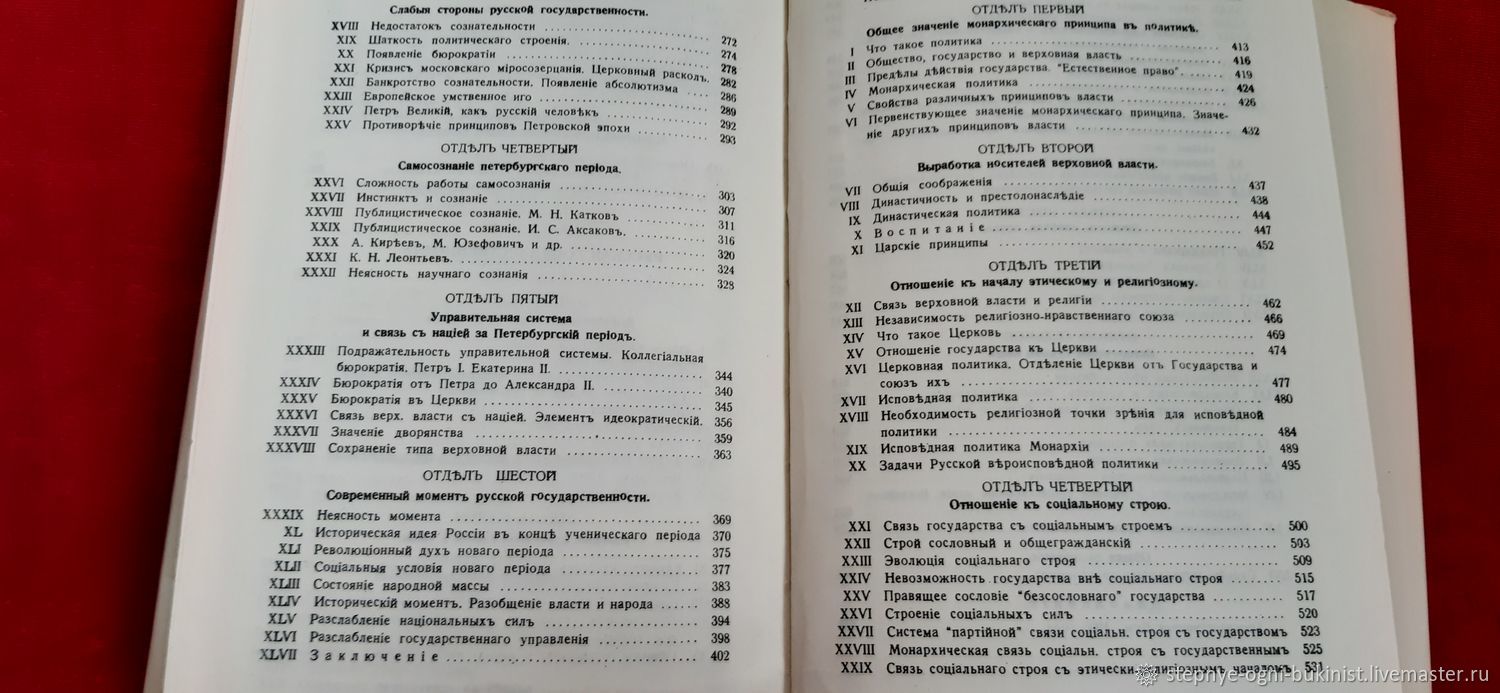 Слабыя стороны русской государственности.
XVIII Недостатокъ сознательности 272
XIX Шаткость политическаго строенія. 274
XX Появленіе бюрократіи 278
XXI Кризисъ московскаго міросозерцанія. Церковный расколъ. 282
XXII Банкротство сознательности. Появленіе абсолютизма 286
XXIII Европейское умственное иго 289
XXIV Петръ Великій, какъ русскій человѣкъ 292
XXV Противорѣчіе принциповъ Петровской эпохи 293
ОТДѢЛЪ ЧЕТВЕРТЫЙ
Самосознаніе петербургскаго періода.
XXVI Сложность работы самосознанія 303
XXVII Инстинктъ и сознаніе 307
XXVIII Публицистическое сознаніе. М. Н. Катковъ 311
XXIX Публицистическое сознаніе. И. С. Аксаковъ. 316
XXX А. Кирѣевъ, М. Юзефовичъ и др. 320
XXXI К. Н. Леонтьевъ. 324
XXXII Неясность научнаго сознанія 328
ОТДѢЛЪ ПЯТЫЙ
Управительная система
и связь съ націей за Петербургскій періодъ.
XXXIII Подражательность управительной системы. Коллегіальная
бюрократія. Петръ I. Екатерина II. 344
XXXIV Бюрократія отъ Петра до Александра II. 340
XXXV Бюрократія въ Церкви 345
XXXVI Связь верх. власти съ націей. Элементъ идеократическій. 356
XXXVII Значеніе дворянства 359
XXXVIII Сохраненіе типа верховной власти 363
ОТДѢЛЪ ШЕСТОЙ
Современный моментъ русской государственности.
XXXIX Неясность момента 369
XL Историческая идея Россіи въ концѣ ученическаго періода 370
XLI Революціонный духъ новаго періода 375
XLII Соціальныя условія новаго періода 377
XLIII Состояніе народной массы 383
XLIV Историческій моментъ. Разобщеніе власти и народа 388
XLV Разслабленіе національныхъ силъ 394
XLVI Разслабленіе государственнаго управленія 398
XLVII Заключеніе 402
ОТДѢЛЪ ПЕРВЫЙ
Общее значеніе монархическаго принципа въ политикѣ.
I Что такое политика 413
II Общество, государство и верховная власть 416
III Предѣлы дѣйствія государства. "Естественное право". 419
IV Монархическая политика 424
V Свойства различныхъ принциповъ власти 426
VI Первенствующее значеніе монархическаго принципа. Значе-
ніе другихъ принциповъ власти 432
ОТДѢЛЪ ВТОРОЙ
Выработка носителей верховной власти.
VII Общія соображенія 437
VIII Династичность и престолонаслѣдіе 438
IX Династическая политика 444
X Воспитаніе 447
XI Царскіе принципы 452
ОТДѢЛЪ ТРЕТІЙ
Отношеніе къ началу этическому и религіозному.
XII Связь верховной власти и религіи 462
XIII Независимость религіозно-нравственнаго союза 466
XIV Что такое Церковь 469
XV Отношеніе государства къ Церкви 474
XVI Церковная политика. Отдѣленіе Церкви отъ Государства и
союзъ ихъ 477
XVII Исповѣдная политика 480
XVIII Необходимость религіозной точки зрѣнія для исповѣдной
политики 484
XIX Исповѣдная политика Монархіи 489
XX Задачи Русской вѣроисповѣдной политики 495
ОТДѢЛЪ ЧЕТВЕРТЫЙ
Отношеніе къ соціальному строю.
XXI Связь государства съ соціальнымъ строемъ 500
XXII Строй сословный и общегражданскій 503
XXIII Эволюція соціальнаго строя 509
XXIV Невозможность государства внѣ соціальнаго строя 515
XXV Правящее сословіе "безсословнаго" государства 517
XXVI Строеніе соціальныхъ силъ 520
XXVII Система "партійной" связи соціальн. строя съ государствомъ 523
XXVIII Монархическая связь соціальн. строя съ государственнымъ 525
XXIX Связь соціальнаго строя съ этически-религіознымъ началомъ 531
stepnye-ogni-bukinist.livemaster.ru